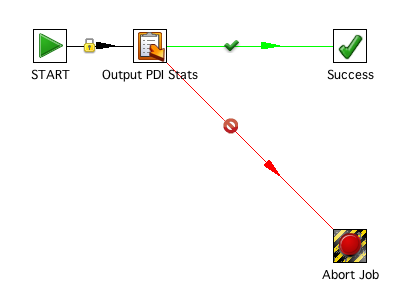 START
Output PDI Stats
Success
Abort Job